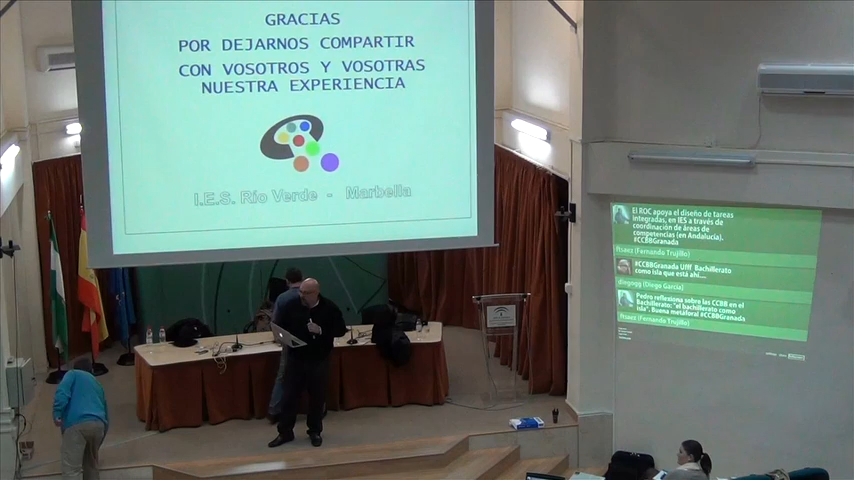 GRACIAS
POR DEJARNOS COMPARTIR
CON VOSOTROS Y VOSOTRAS
NUESTRA EXPERIENCIA
I.E.S. Río Verde - Marbella
El ROC apoya el diseño de tareas
integradas, en IES a través de
coordinación de áreas de
competencias (en Andalucía).
#CCBBGranada
ftsaez (Fernando Trujillo)
#CCBBGranada Ufff Bachillerato
como isla que está ahí....
diegogg (Diego García)
Pedro reflexiona sobre las CCBB en el
Bachillerato: "el bachillerato como
isla". Buena metáfora! #CCBBGranada
ftsaez (Fernando Trujillo)